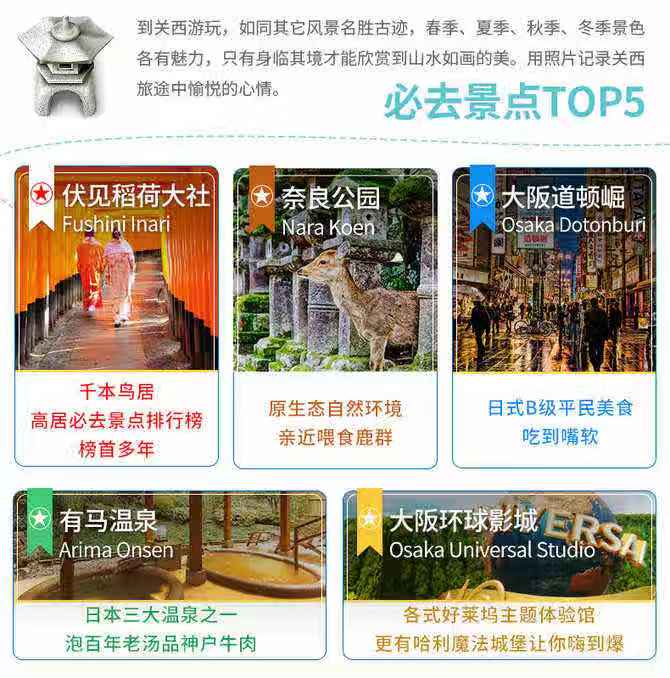 到关西游玩，如同其它风景名胜古迹，春季、夏季、秋季、冬季景色
各有魅力，只有身临其境才能欣赏到山水如画的美。用照片记录关西
旅途中愉悦的心情。
必去景点TOP5
伏见稻荷大社
Fushini Inari
千本鸟居
高居必去景点排行榜
榜首多年
奈良公园
Nara Koen
原生态自然环境
亲近喂食鹿群
大阪道顿崛
Osaka Dotonburi
日式B级平民美食
吃到嘴软
有马温泉
Arima Onsen
日本三大温泉之一
泡百年老汤品神户牛肉
大阪环球影城
Osaka Universal Studio
VERSA
各式好莱坞主题体验馆
更有哈利魔法城堡让你嗨到爆